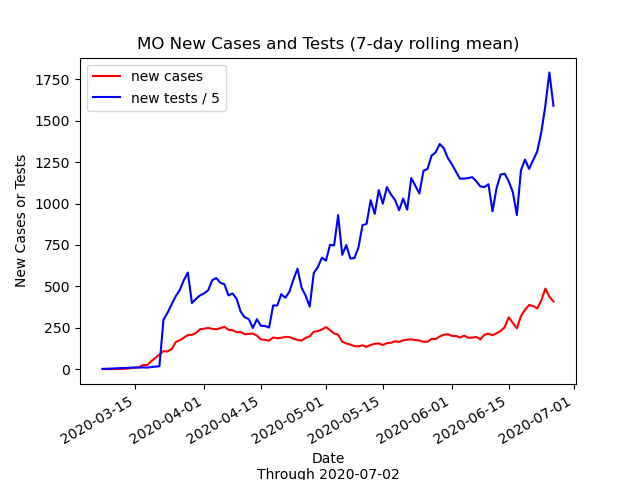 MO New Cases and Tests (7-day rolling mean)
new cases
new tests / 5
New Cases or Tests
1750
1500
1250
1000
750
500
250
0
2020-03-15
2020-04-01
2020-04-15
2020-05-01
2020-05-15
2020-06-01
2020-06-15
2020-07-01
Date
Through 2020-07-02